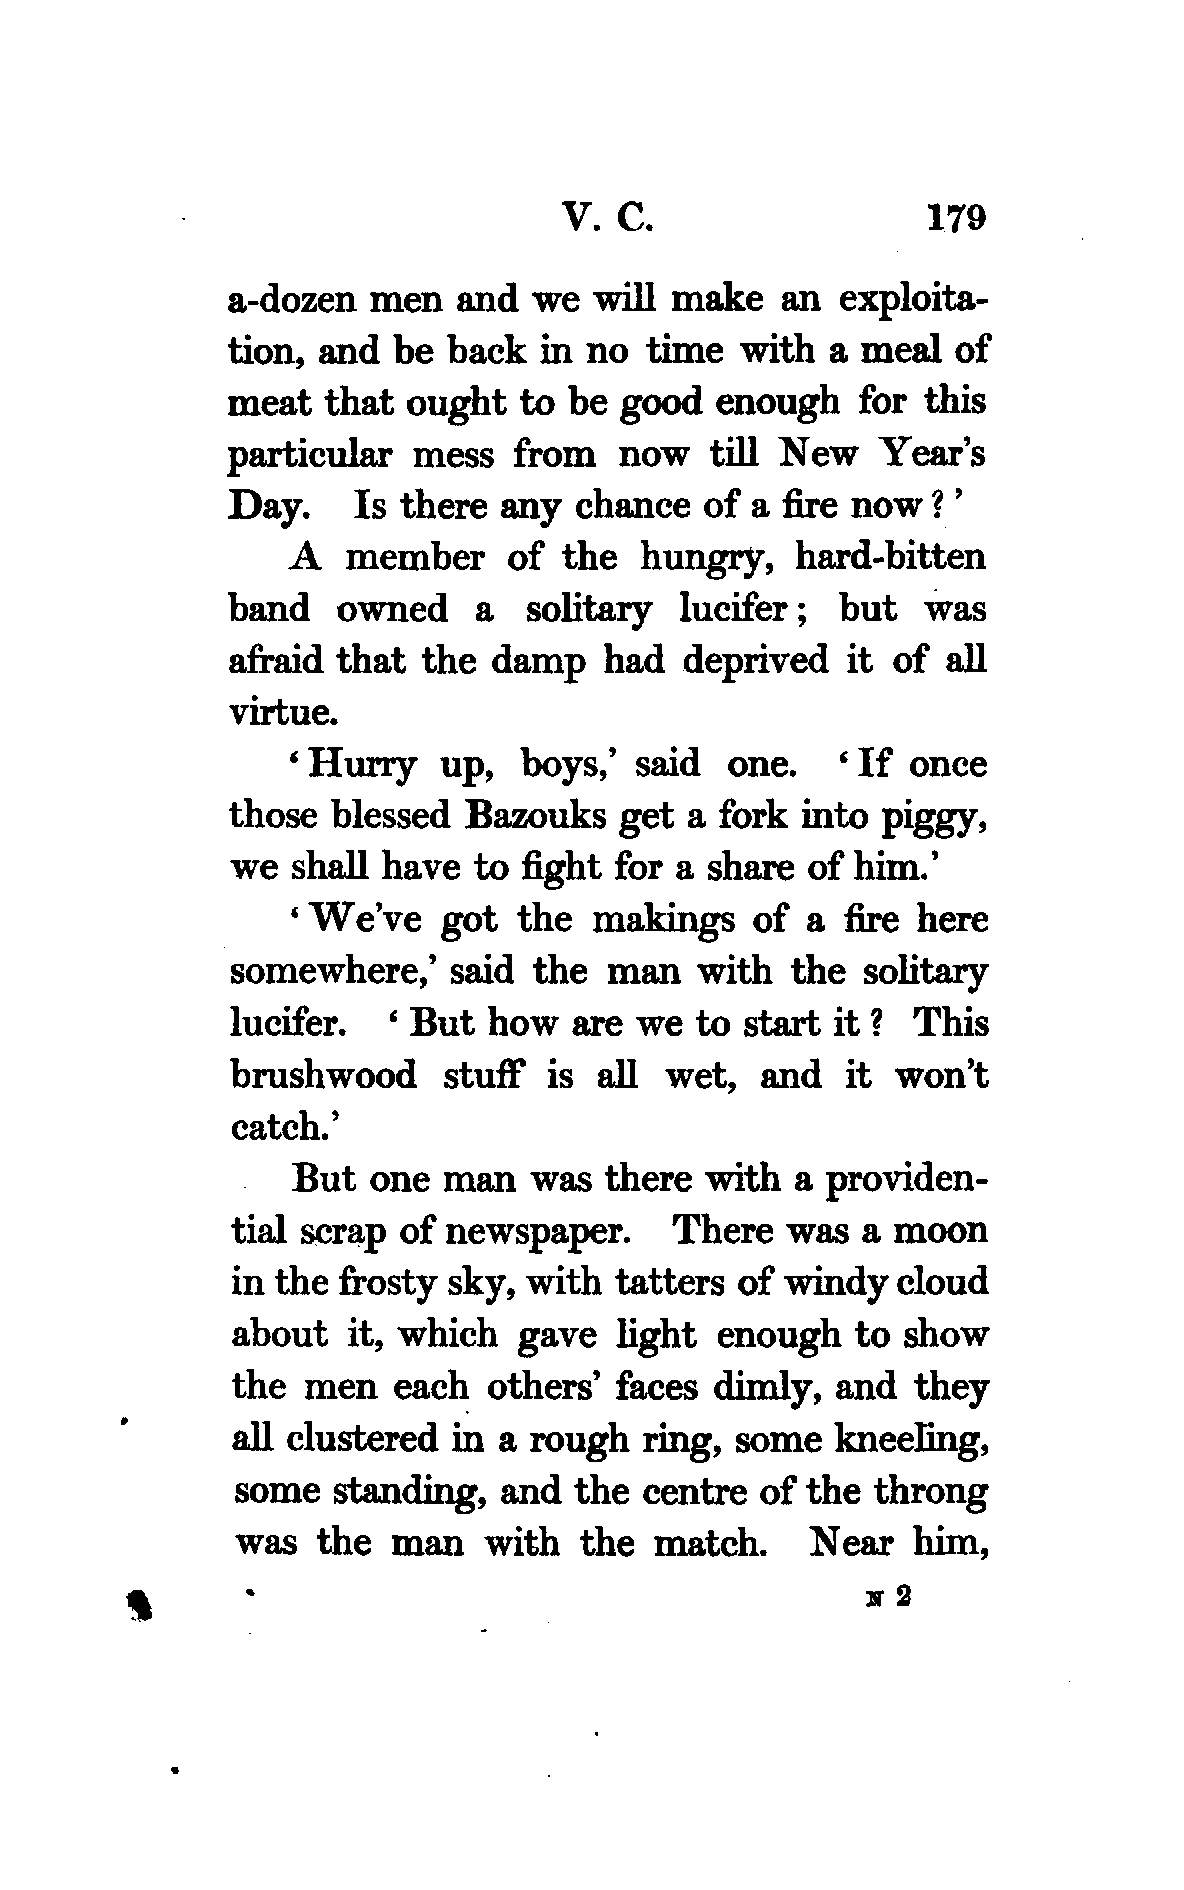 V. C. 179
a-dozen men and we will make an exploita-
tion, and be back in no time with a meal of
meat that ought to be good enough for this
particular mess from now till New Year's
Day. Is there any chance of a fire now?'
A member of the hungry, hard-bitten
band owned a solitary lucifer; but was
afraid that the damp had deprived it of all
virtue.
'Hurry up, boys,' said one. 'If once
those blessed Bazouks get a fork into piggy,
we shall have to fight for a share of him.'
'We've got the makings of a fire here
somewhere,' said the man with the solitary
lucifer. 'But how are we to start it? This
brushwood stuff is all wet, and it won't
catch.'
But one man was there with a providen-
tial scrap of newspaper. There was a moon
in the frosty sky, with tatters of windy cloud
about it, which gave light enough to show
the men each others' faces dimly, and they
all clustered in a rough ring, some kneeling,
some standing, and the centre of the throng
was the man with the match. Near him,
N 2